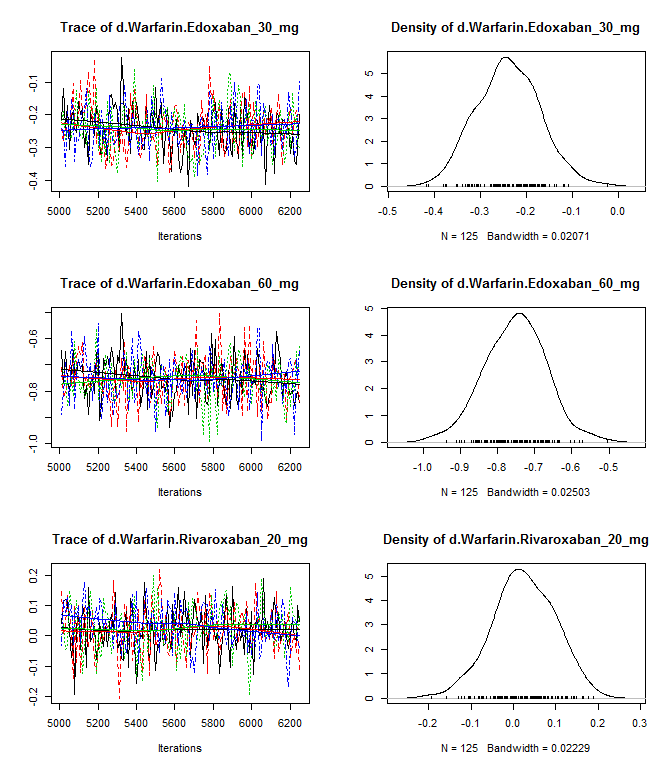 Trace of d.Warfarin.Edoxaban_30_mg
-0.1
-0.2
-0.3
-0.4
5000 5200 5400 5600 5800 6000 6200
Iterations
Density of d.Warfarin.Edoxaban_30_mg
5
4
3
2
1
0
-0.5 -0.4 -0.3 -0.2 -0.1 0.0
N = 125 Bandwidth = 0.02071
Trace of d.Warfarin.Edoxaban_60_mg
-0.6
-0.8
-1.0
5000 5200 5400 5600 5800 6000 6200
Iterations
Density of d.Warfarin.Edoxaban_60_mg
5
4
3
2
1
0
-1.0 -0.9 -0.8 -0.7 -0.6 -0.5
N = 125 Bandwidth = 0.02503
Trace of d.Warfarin.Rivaroxaban_20_mg
0.2
0.1
0.0
-0.1
-0.2
5000 5200 5400 5600 5800 6000 6200
Iterations
Density of d.Warfarin.Rivaroxaban_20_mg
5
4
3
2
1
0
-0.2 -0.1 0.0 0.1 0.2 0.3
N = 125 Bandwidth = 0.02229